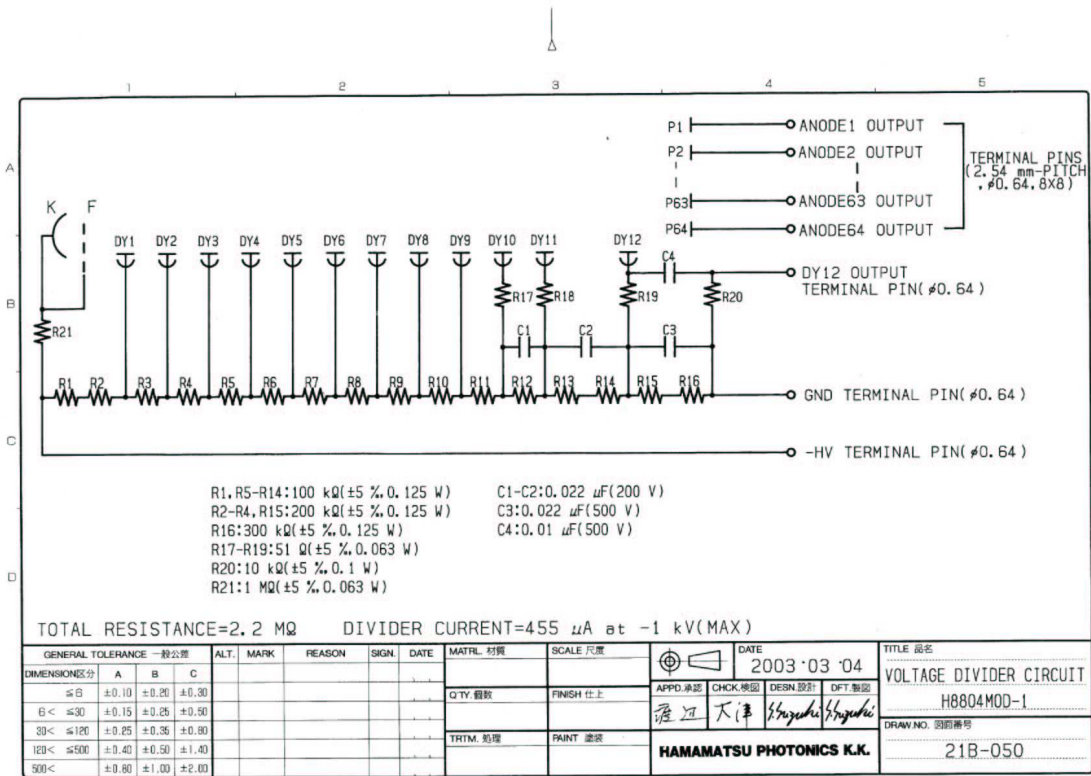 1 2 3 4 5
A
B
C
D
P1 ANODE1 OUTPUT
P2 ANODE2 OUTPUT
P63 ANODE63 OUTPUT
P64 ANODE64 OUTPUT
TERMINAL PINS
(2.54 mm-PITCH
, ø0.64, 8X8)
K F
DY1 DY2 DY3 DY4 DY5 DY6 DY7 DY8 DY9 DY10 DY11 DY12
C4
DY12 OUTPUT
TERMINAL PIN(ø0.64)
R17 R18 R19 R20
R21
C1 C2 C3
R1 R2 R3 R4 R5 R6 R7 R8 R9 R10 R11 R12 R13 R14 R15 R16
GND TERMINAL PIN(ø0.64)
-HV TERMINAL PIN(ø0.64)
R1,R5-R14:100 kΩ(±5 %,0.125 W)
R2-R4,R15:200 kΩ(±5 %,0.125 W)
R16:300 kΩ(±5 %,0.125 W)
R17-R19:51 Ω(±5 %,0.063 W)
R20:10 kΩ(±5 %,0.1 W)
R21:1 MΩ(±5 %,0.063 W)
C1-C2:0.022 µF(200 V)
C3:0.022 µF(500 V)
C4:0.01 µF(500 V)
TOTAL RESISTANCE=2.2 MΩ DIVIDER CURRENT=455 µA at -1 kV(MAX)
GENERAL TOLERANCE 一般公差
DIMENSION区分 A B C
≤6 ±0.10 ±0.20 ±0.30
6< ≤30 ±0.15 ±0.25 ±0.50
30< ≤120 ±0.25 ±0.35 ±0.80
120< ≤500 ±0.40 ±0.50 ±1.40
500< ±0.80 ±1.00 ±2.00
ALT. MARK REASON SIGN. DATE
MATRL. 材質
SCALE 尺度
Q'TY. 個数
FINISH 仕上
TRTM. 処理
PAINT 塗装
DATE
2003・03・04
APPD.承認 CHCK.検図 DESN.設計 DFT.製図
渡辺
HAMAMATSU PHOTONICS K.K.
TITLE 品名
VOLTAGE DIVIDER CIRCUIT
H8804MOD-1
DRAW.NO. 図面番号
21B-050